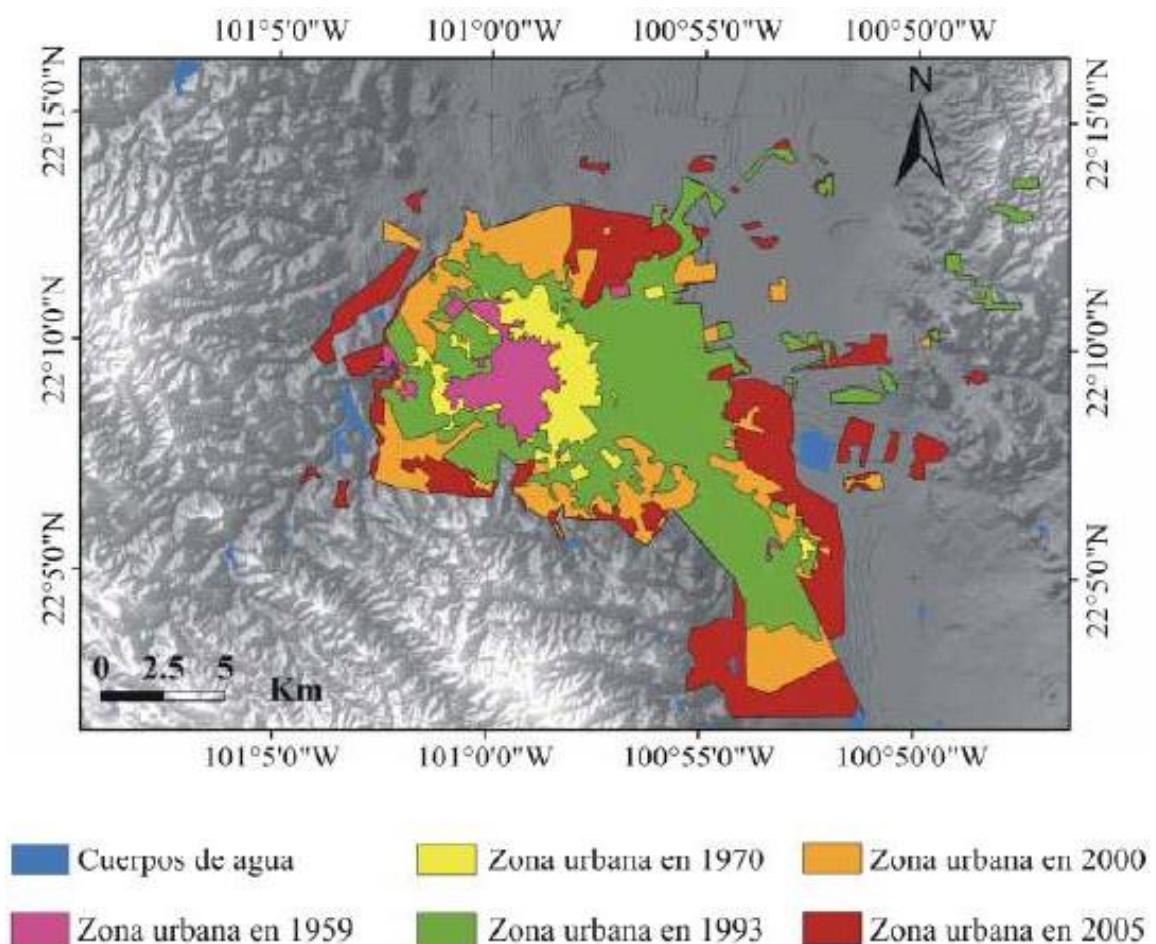 101°5'0"W 101°0'0"W 100°55'0"W 100°50'0"W
N
22°15'0"N
22°15'0"N
22°10'0"N
22°10'0"N
22°5'0"N
22°5'0"N
0 2.5 5
Km
101°5'0"W 101°0'0"W 100°55'0"W 100°50'0"W
Cuerpos de agua
Zona urbana en 1970
Zona urbana en 2000
Zona urbana en 1959
Zona urbana en 1993
Zona urbana en 2005